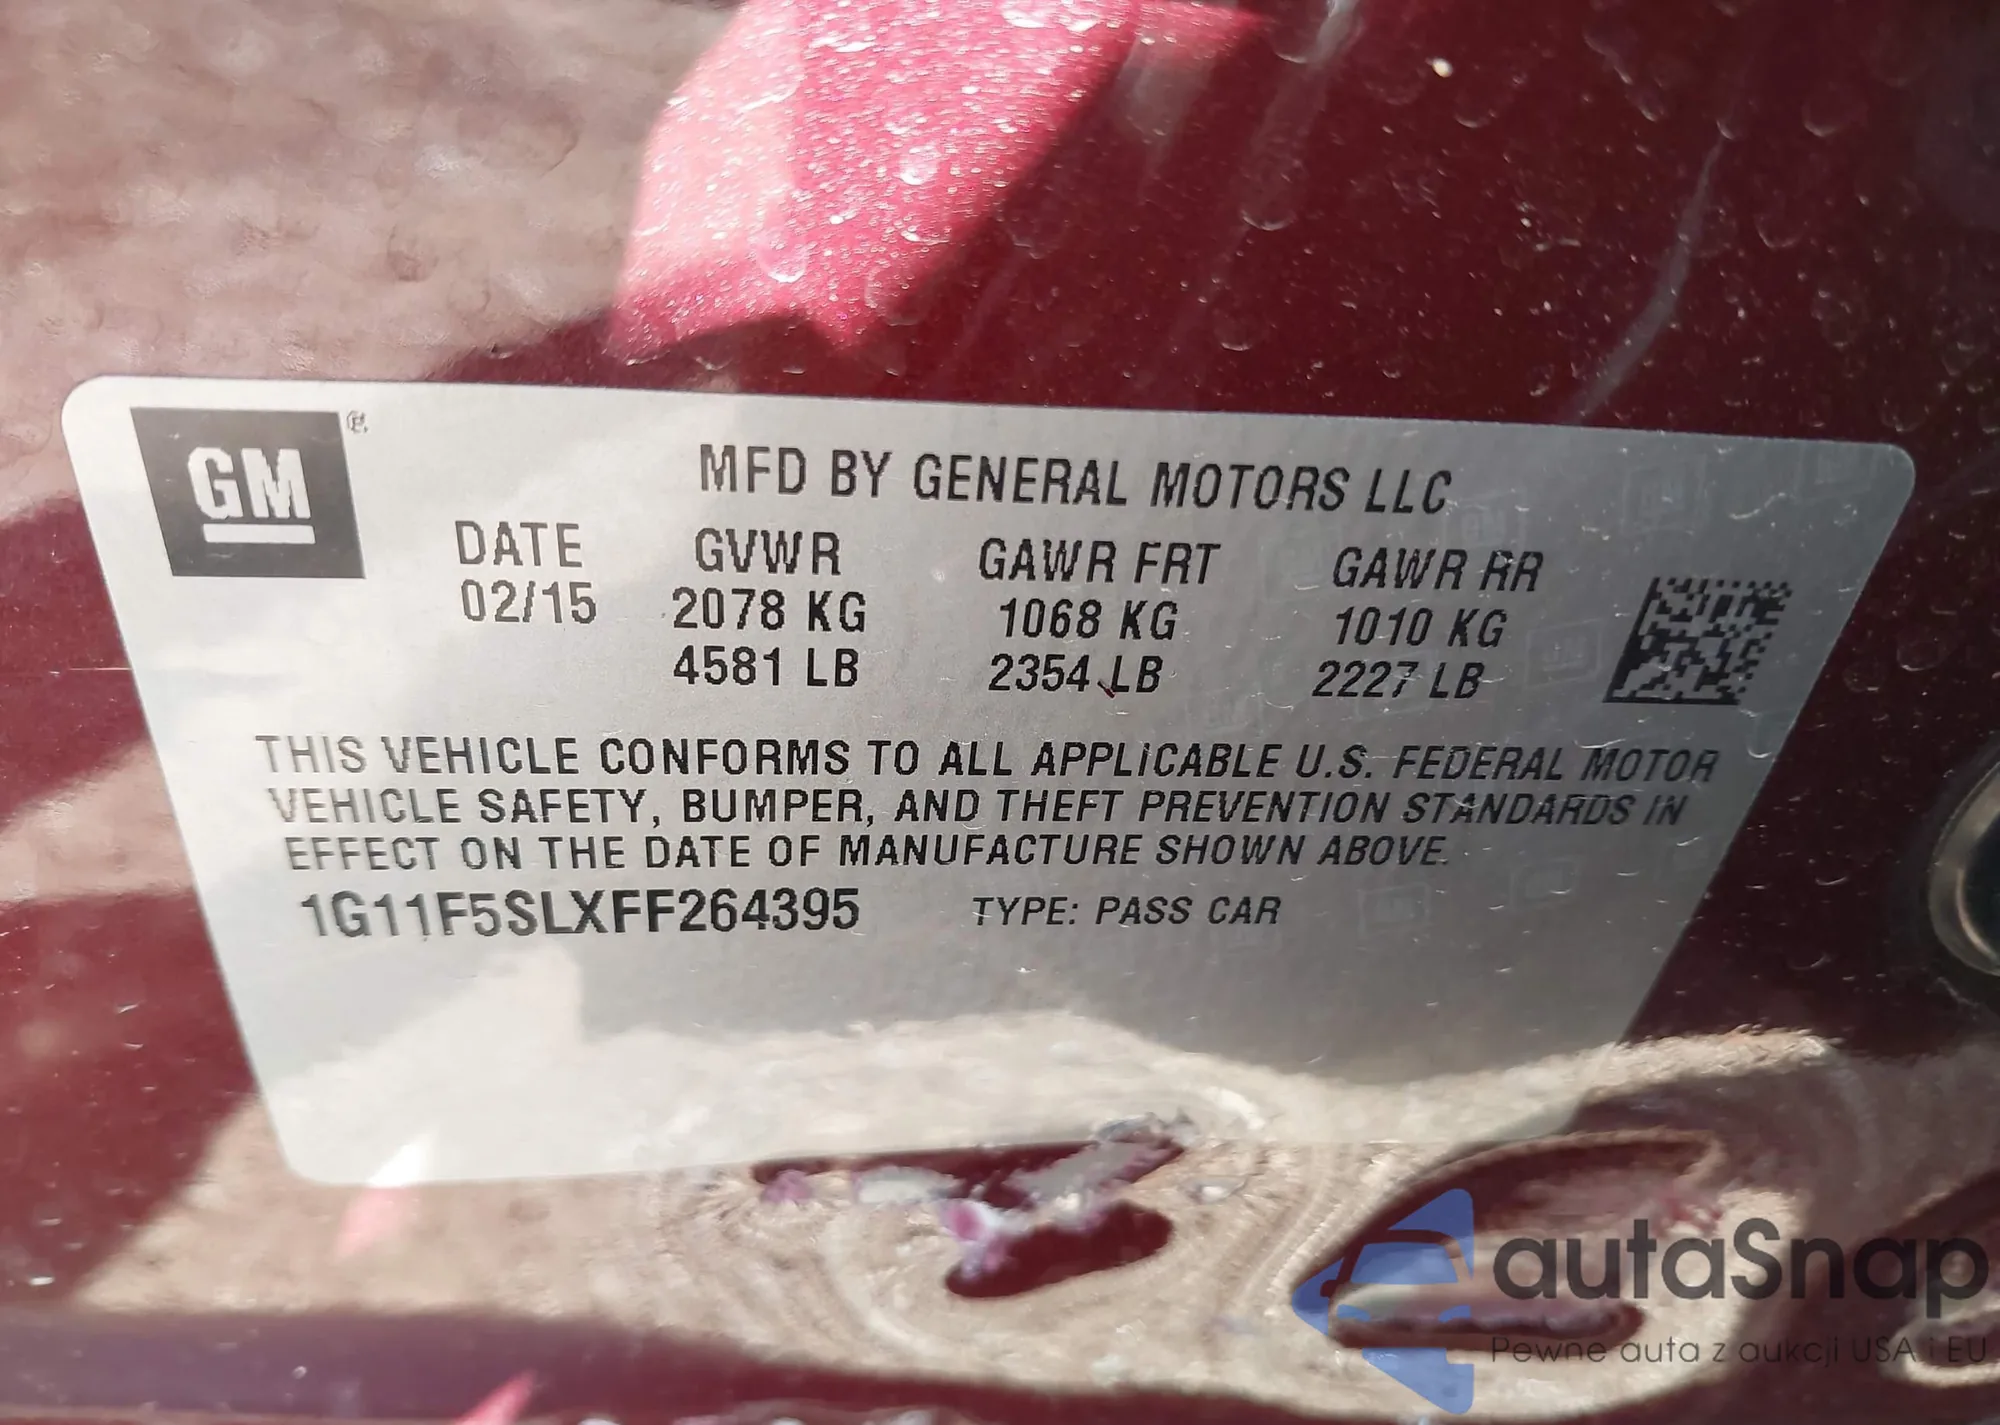 GM
MFD BY GENERAL MOTORS LLC
DATE GVWR GAWR FRT GAWR RR
02/15 2078 KG 1068 KG 1010 KG
4581 LB 2354 LB 2227 LB
THIS VEHICLE CONFORMS TO ALL APPLICABLE U.S. FEDERAL MOTOR
VEHICLE SAFETY, BUMPER, AND THEFT PREVENTION STANDARDS IN
EFFECT ON THE DATE OF MANUFACTURE SHOWN ABOVE.
1G11F5SLXFF264395 TYPE: PASS CAR
autaSnap
Pewne auta z aukcji USA i EU